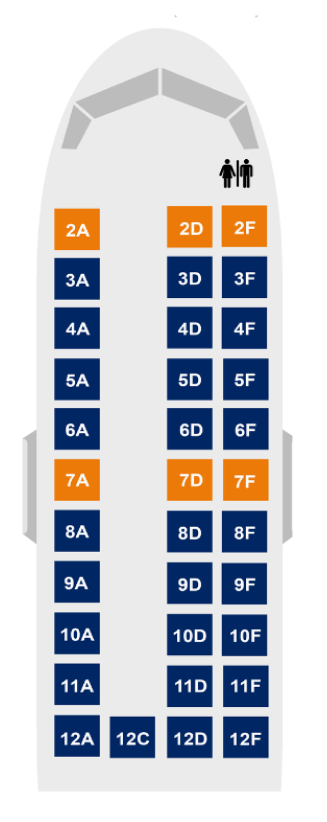 2A 2D 2F
3A 3D 3F
4A 4D 4F
5A 5D 5F
6A 6D 6F
7A 7D 7F
8A 8D 8F
9A 9D 9F
10A 10D 10F
11A 11D 11F
12A 12C 12D 12F